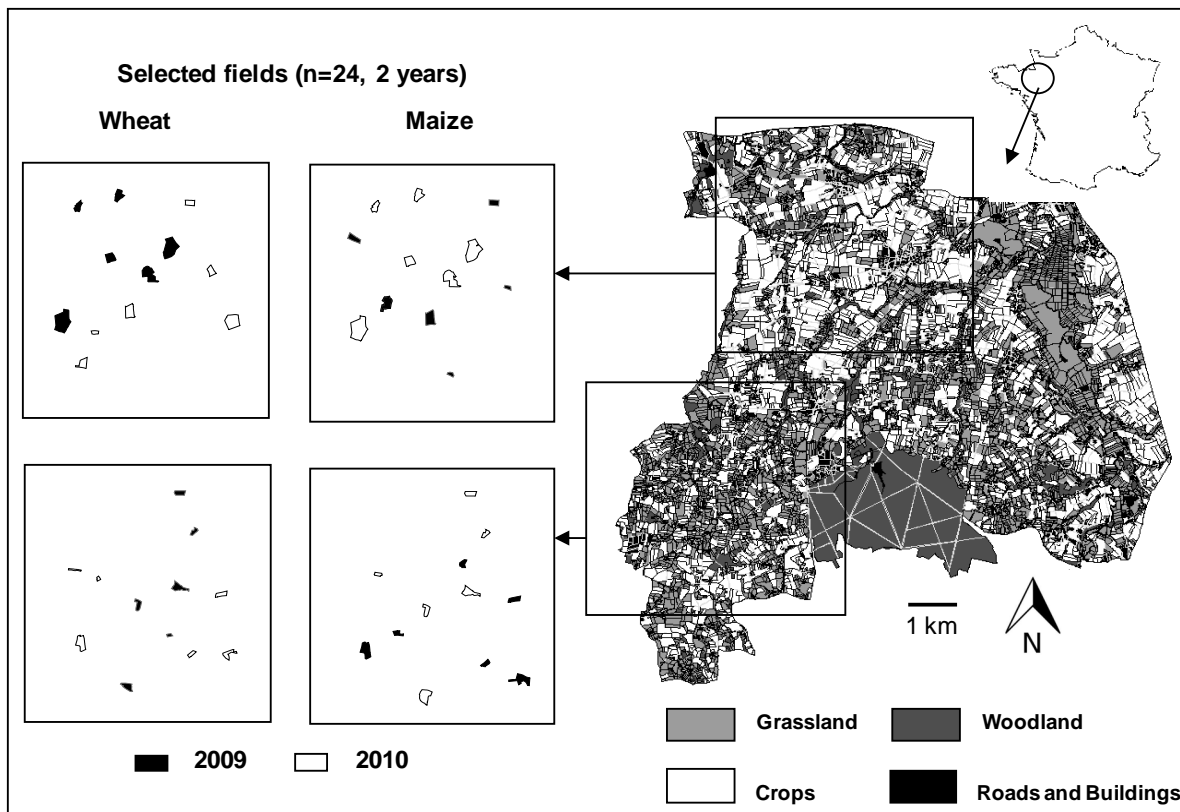 Selected fields (n=24, 2 years)
Wheat Maize
2009 2010
1 km
N
Grassland Woodland
Crops Roads and Buildings